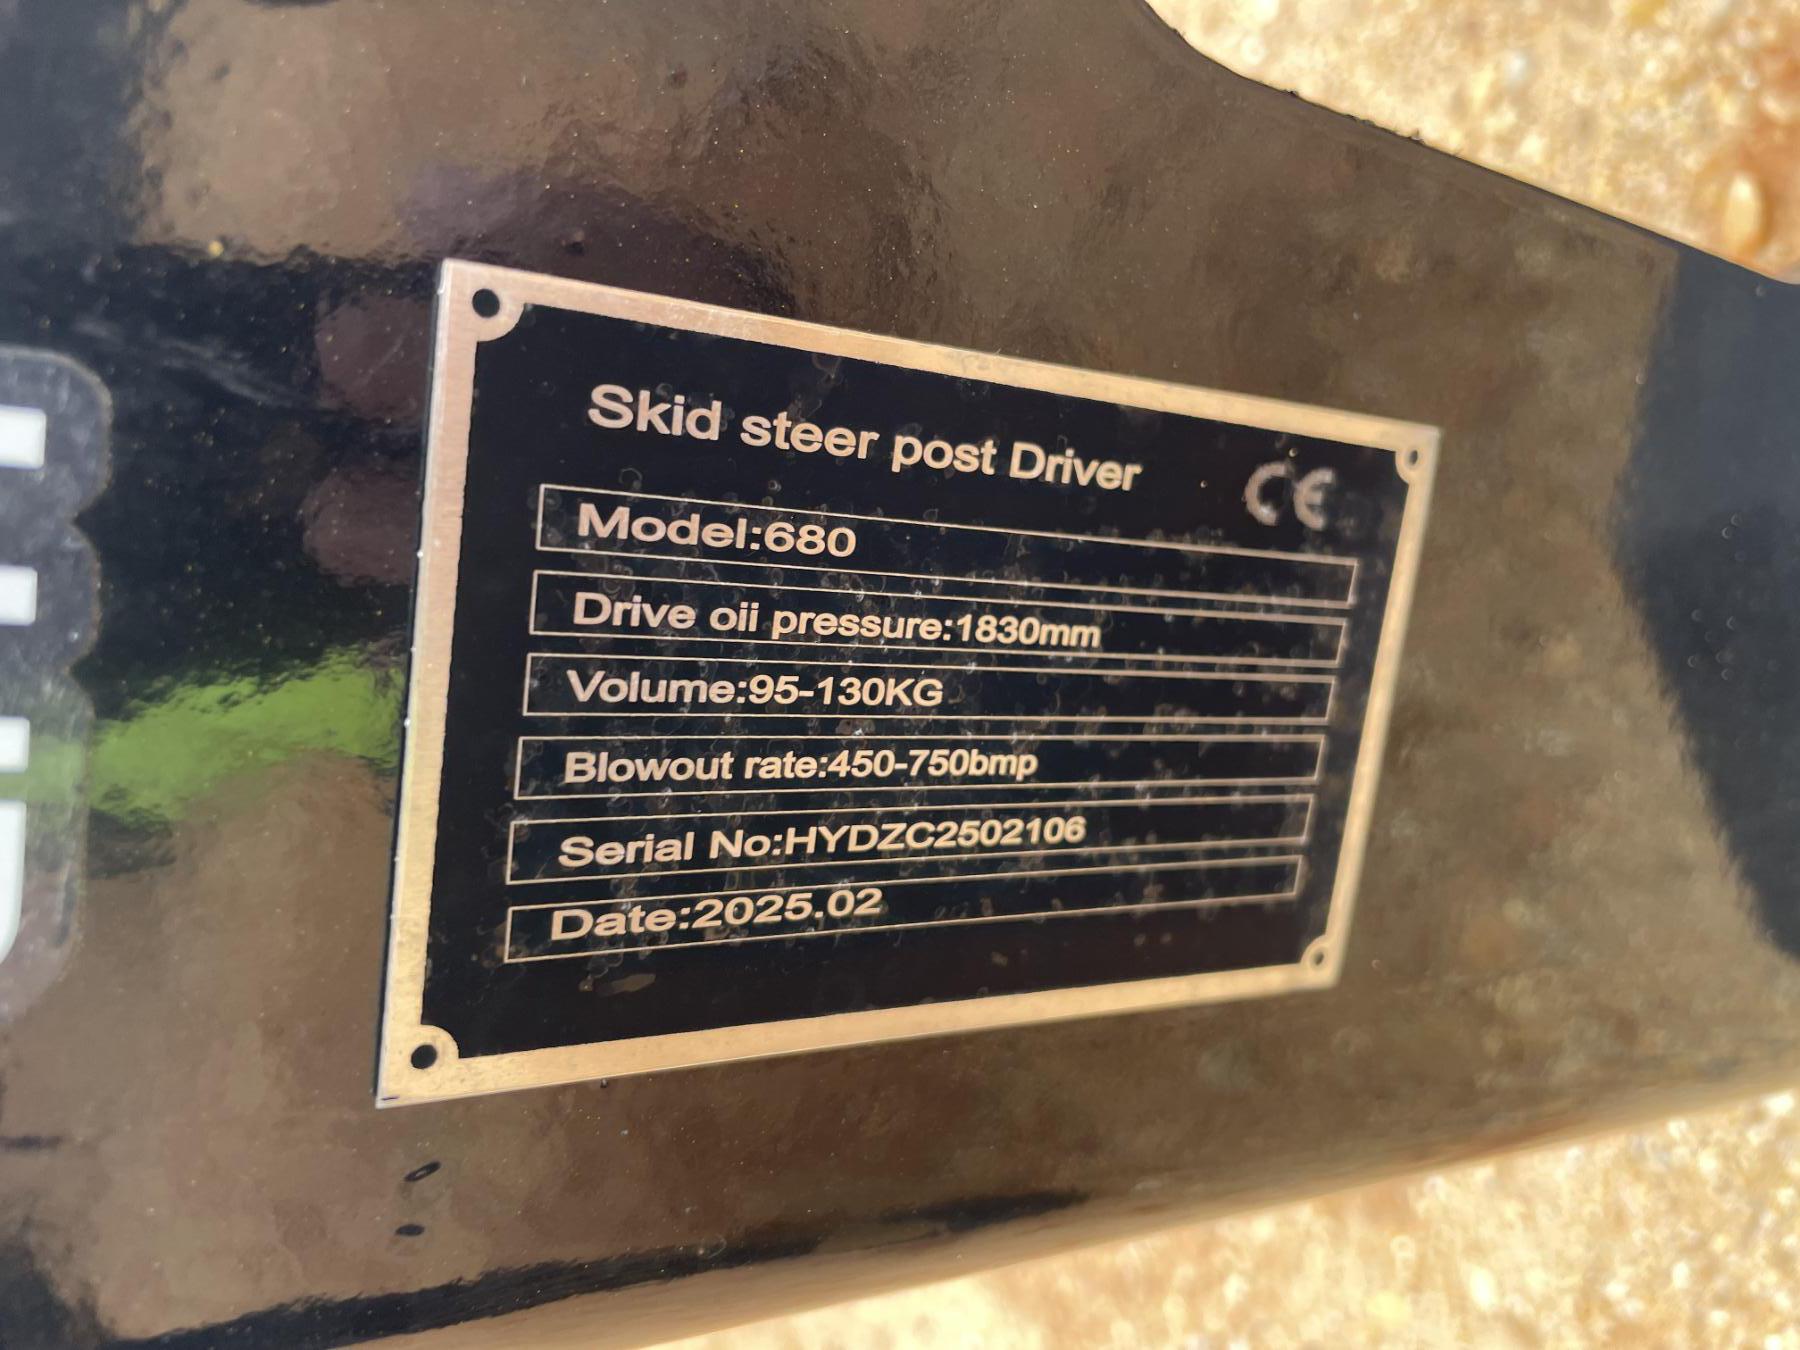 Skid steer post Driver
CE
Model:680
Drive oii pressure:1830mm
Volume:95-130KG
Blowout rate:450-750bmp
Serial No:HYDZC2502106
Date:2025.02